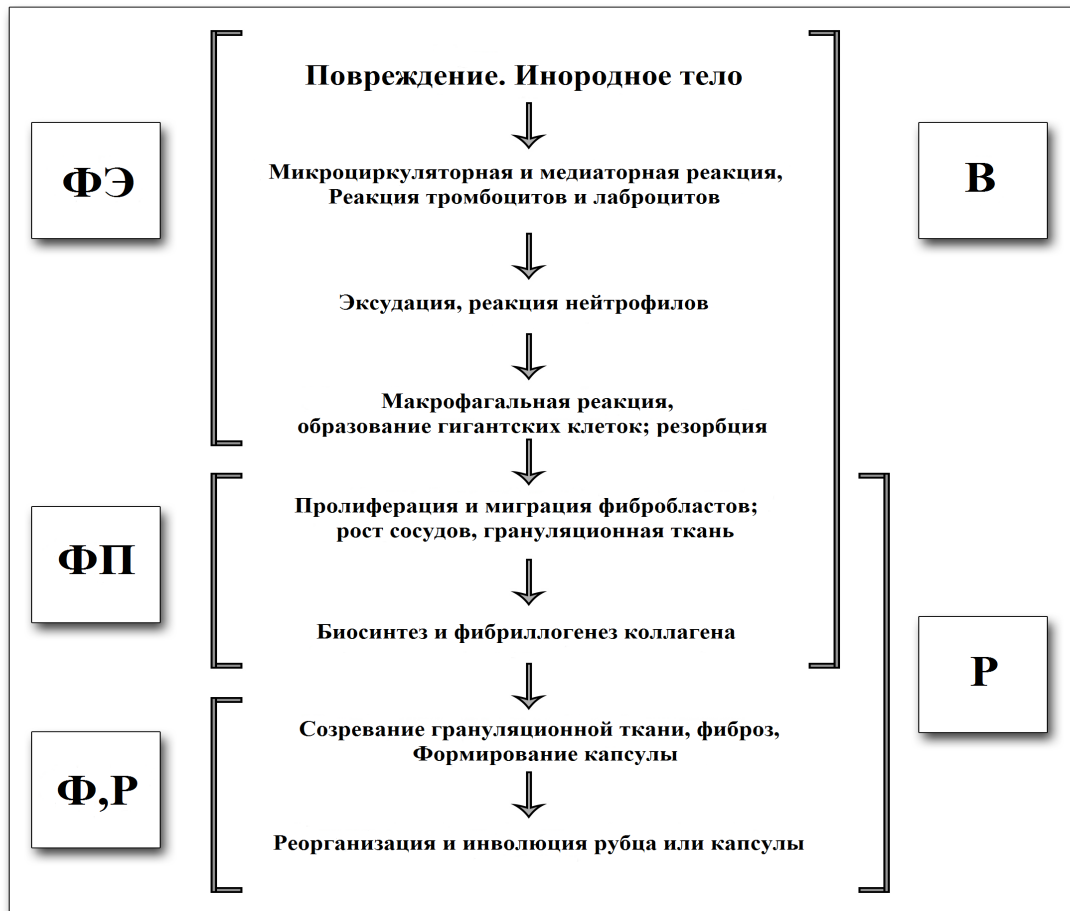 Повреждение. Инородное тело
ФЭ
В
Микроциркуляторная и медиаторная реакция,
Реакция тромбоцитов и лаброцитов
Эксудация, реакция нейтрофилов
Макрофагальная реакция,
образование гигантских клеток; резорбция
ФП
Пролиферация и миграция фибробластов;
рост сосудов, грануляционная ткань
Биосинтез и фибриллогенез коллагена
Р
Ф,Р
Созревание грануляционной ткани, фиброз,
Формирование капсулы
Реорганизация и инволюция рубца или капсулы